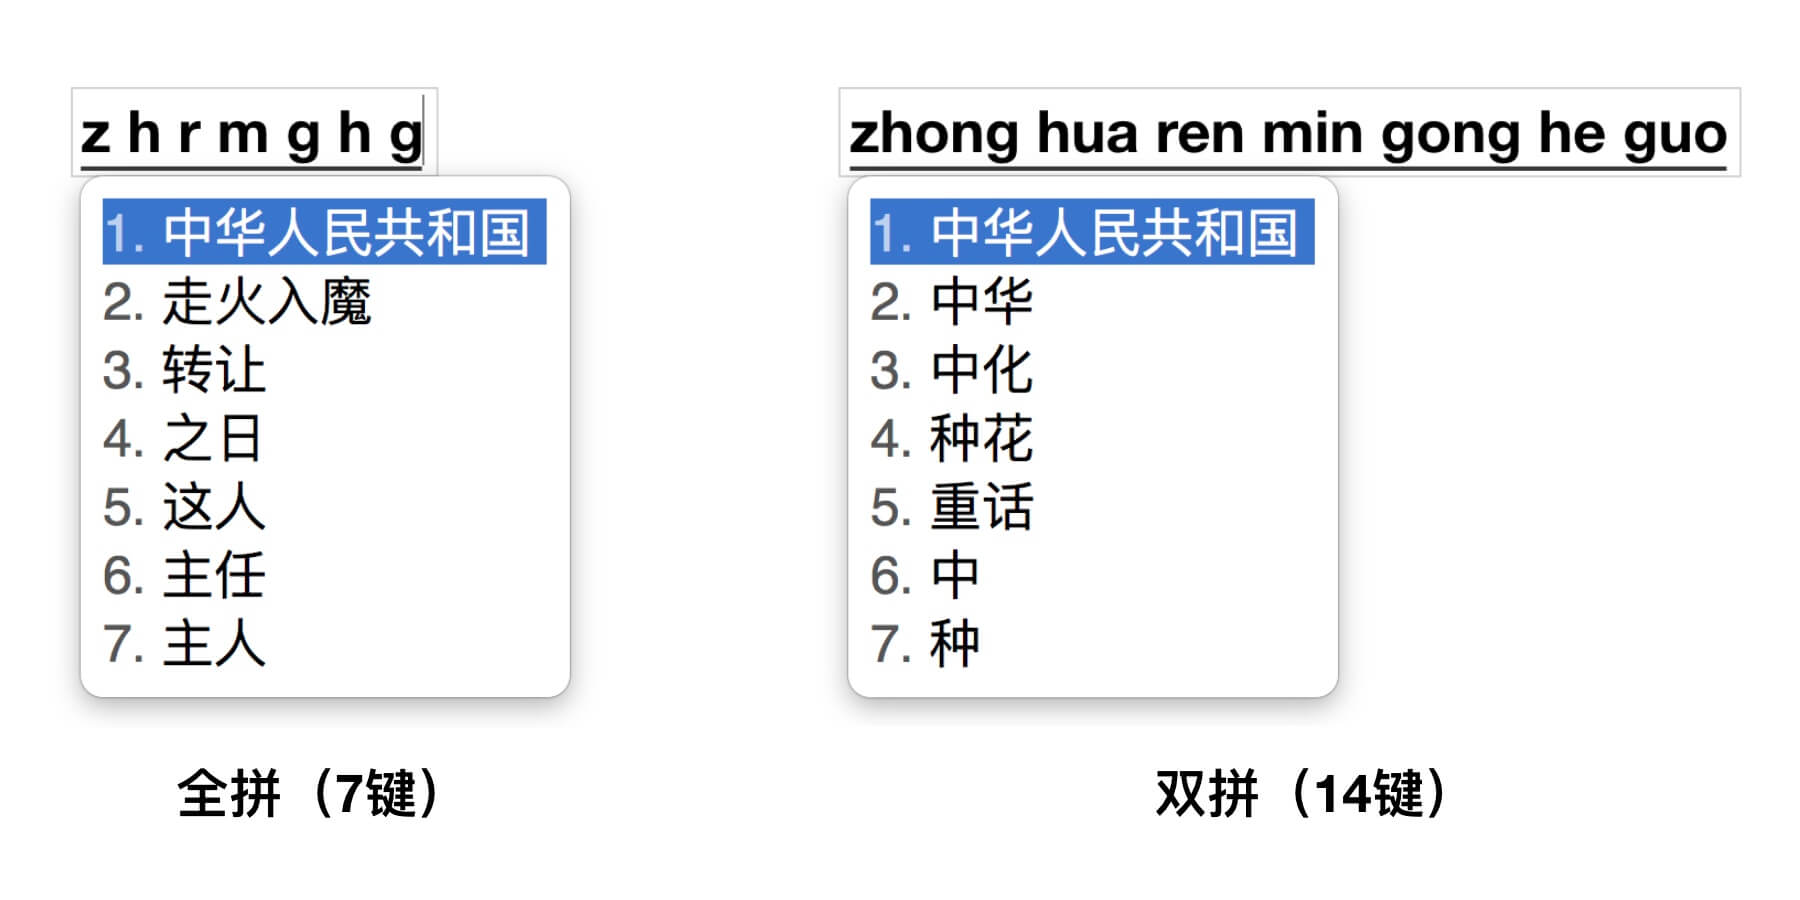 z h r m g h g
1. 中华人民共和国
2. 走火入魔
3. 转让
4. 之日
5. 这人
6. 主任
7. 主人
全拼（7键）
zhong hua ren min gong he guo
1. 中华人民共和国
2. 中华
3. 中化
4. 种花
5. 重话
6. 中
7. 种
双拼（14键）